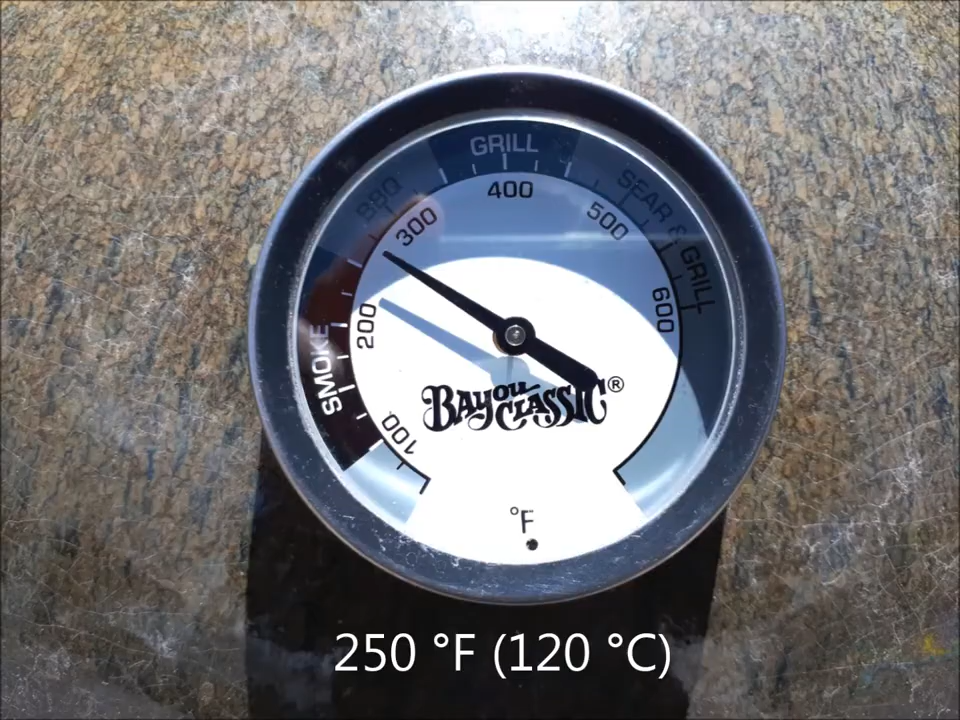 GRILL
BBQ
SEAR & GRILL
SMOKE
100
200
300
400
500
600
BAYOU CLASSIC®
°F
250 °F (120 °C)